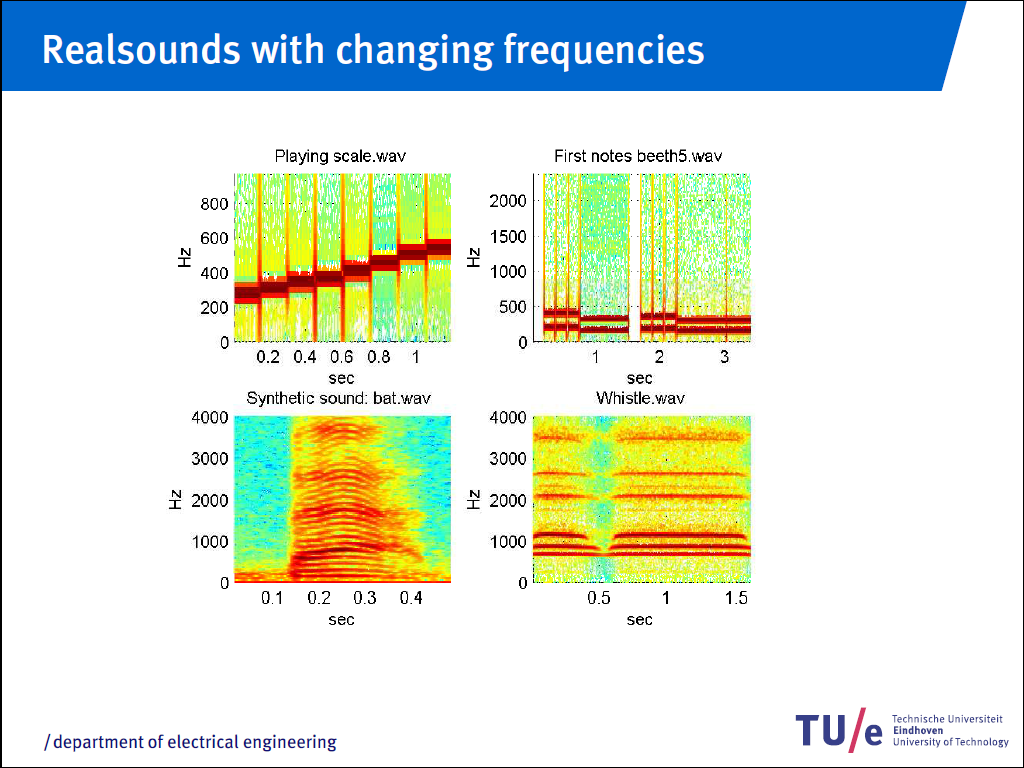 Realsounds with changing frequencies
Playing scale.wav
800
600
400
200
0
Hz
0.2 0.4 0.6 0.8 1
sec
First notes beeth5.wav
2000
1500
1000
500
0
Hz
1 2 3
sec
Synthetic sound: bat.wav
4000
3000
2000
1000
0
Hz
0.1 0.2 0.3 0.4
sec
Whistle.wav
4000
3000
2000
1000
0
Hz
0.5 1 1.5
sec
/ department of electrical engineering
TU/e
Technische Universiteit
Eindhoven
University of Technology